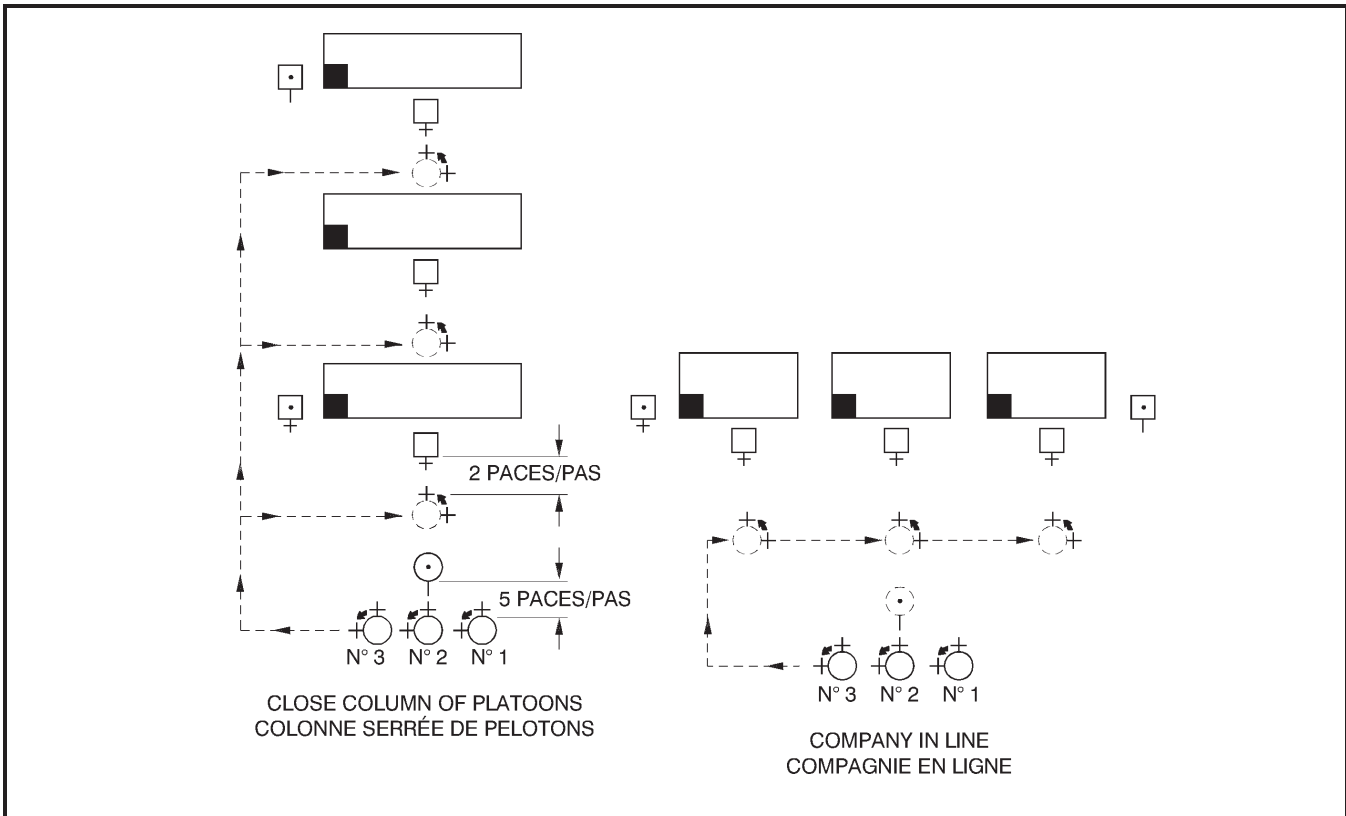 2 PACES/PAS
5 PACES/PAS
N° 3 N° 2 N° 1
CLOSE COLUMN OF PLATOONS
COLONNE SERRÉE DE PELOTONS
N° 3 N° 2 N° 1
COMPANY IN LINE
COMPAGNIE EN LIGNE